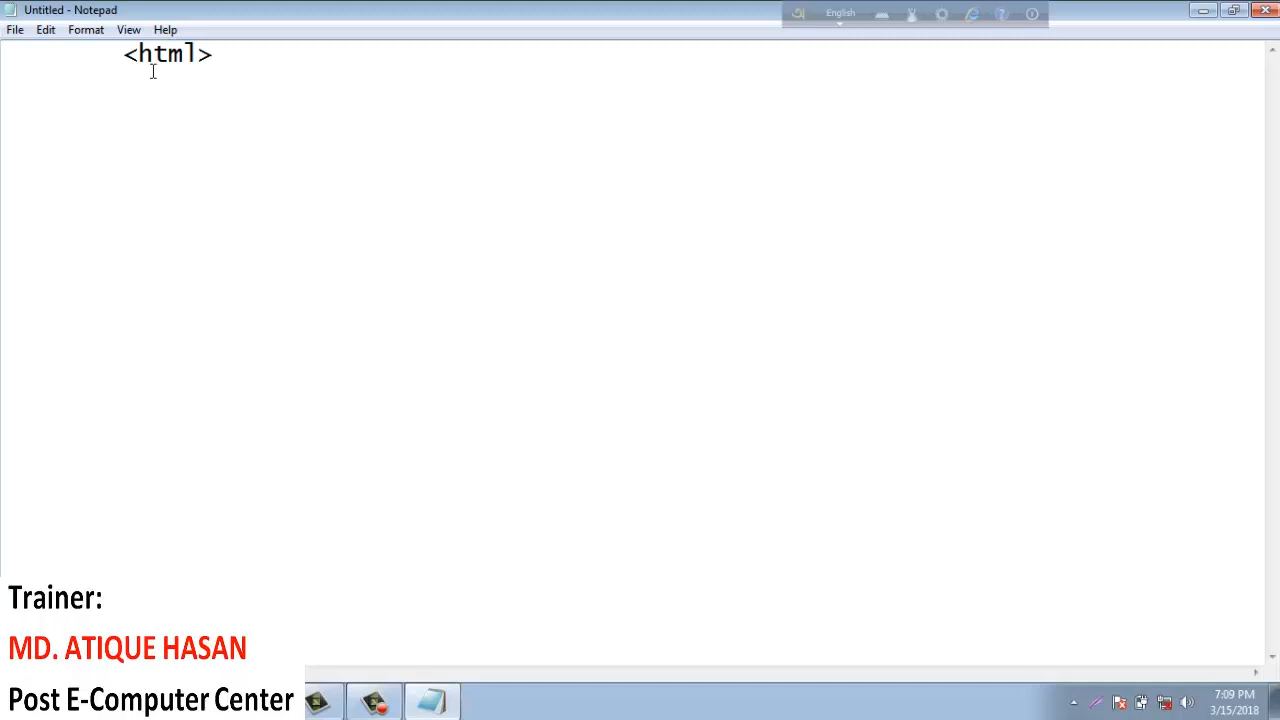 Untitled - Notepad
English
File Edit Format View Help
<html>
Trainer:
MD. ATIQUE HASAN
Post E-Computer Center
7:09 PM
3/15/2018